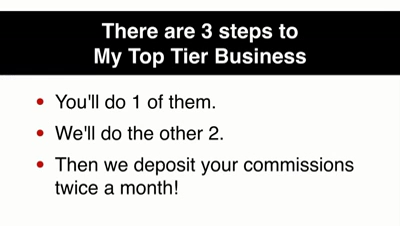 There are 3 steps to
My Top Tier Business
• You'll do 1 of them.
• We'll do the other 2.
• Then we deposit your commissions
twice a month!